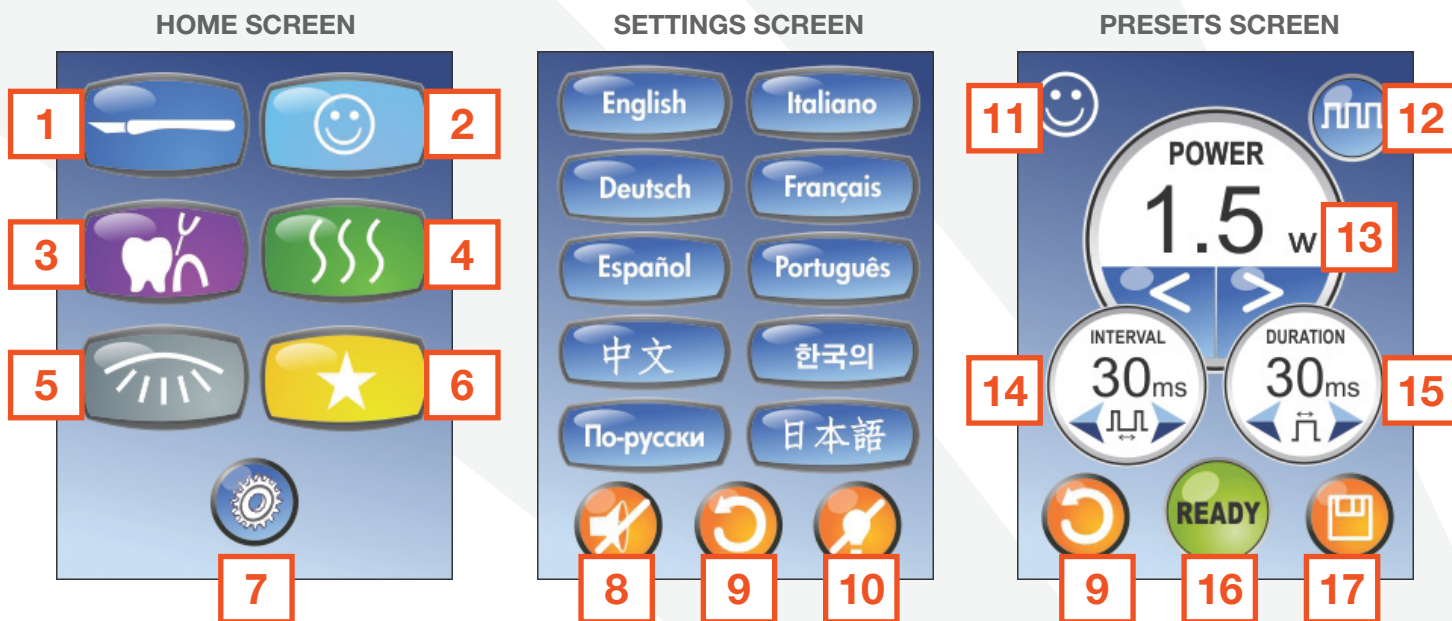 HOME SCREEN
1
2
3
4
5
6
7
SETTINGS SCREEN
English Italiano
Deutsch Français
Español Português
中文 한국의
По-русски 日本語
8 9 10
PRESETS SCREEN
11 12
POWER
1.5 W 13
< >
INTERVAL DURATION
14 30ms 30ms 15
READY
9 16 17